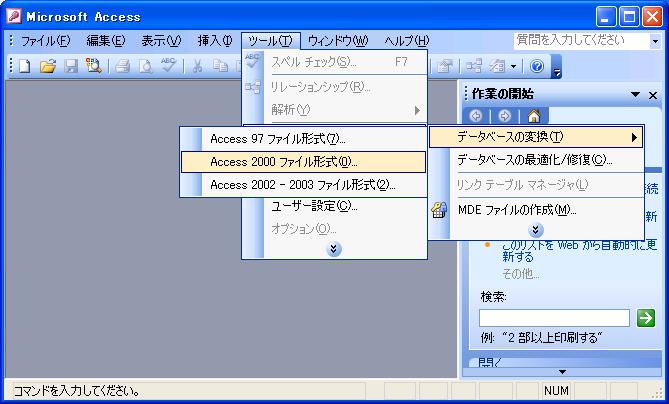 Microsoft Access
ファイル(F) 編集(E) 表示(V) 挿入(I) ツール(T) ウィンドウ(W) ヘルプ(H) 質問を入力してください
スペル チェック(S)... F7
リレーションシップ(R)...
解析(Y)
作業の開始
Access 97 ファイル形式(7)...
Access 2000 ファイル形式(0)...
Access 2002 - 2003 ファイル形式(2)...
データベースの変換(T)
データベースの最適化/修復(C)...
リンク テーブル マネージャ(L)
MDE ファイルの作成(M)...
ユーザー設定(C)...
オプション(O)...
接続
新
このリストを Web から自動的に更新する
その他...
検索:
例: "2 部以上印刷する"
開く
コマンドを入力してください。 NUM